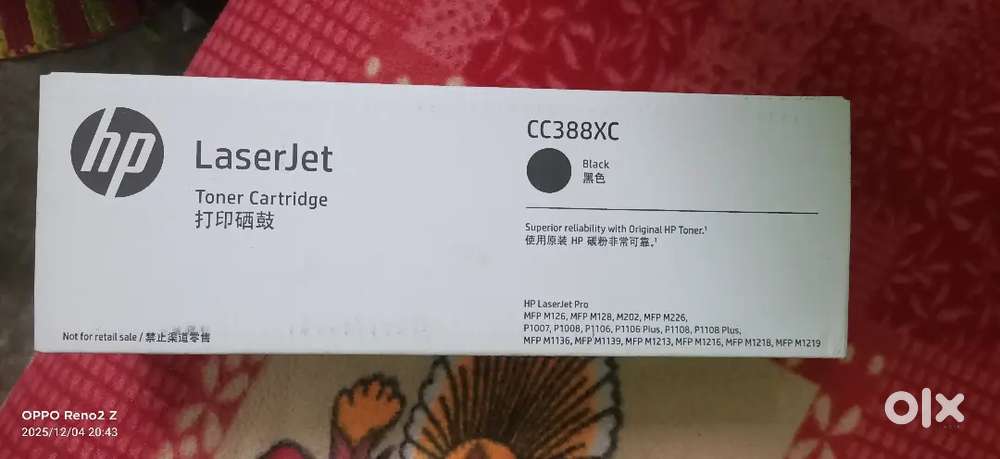 hp
LaserJet
Toner Cartridge
打印硒鼓
CC388XC
Black
黑色
Superior reliability with Original HP Toner.¹
使用原装 HP 碳粉非常可靠。¹
HP LaserJet Pro
MFP M126, MFP M128, M202, MFP M226,
P1007, P1008, P1106, P1106 Plus, P1108, P1108 Plus,
MFP M1136, MFP M1139, MFP M1213, MFP M1216, MFP M1218, MFP M1219
Not for retail sale / 禁止渠道零售
OPPO Reno2 Z
2025/12/04 20:43
olx